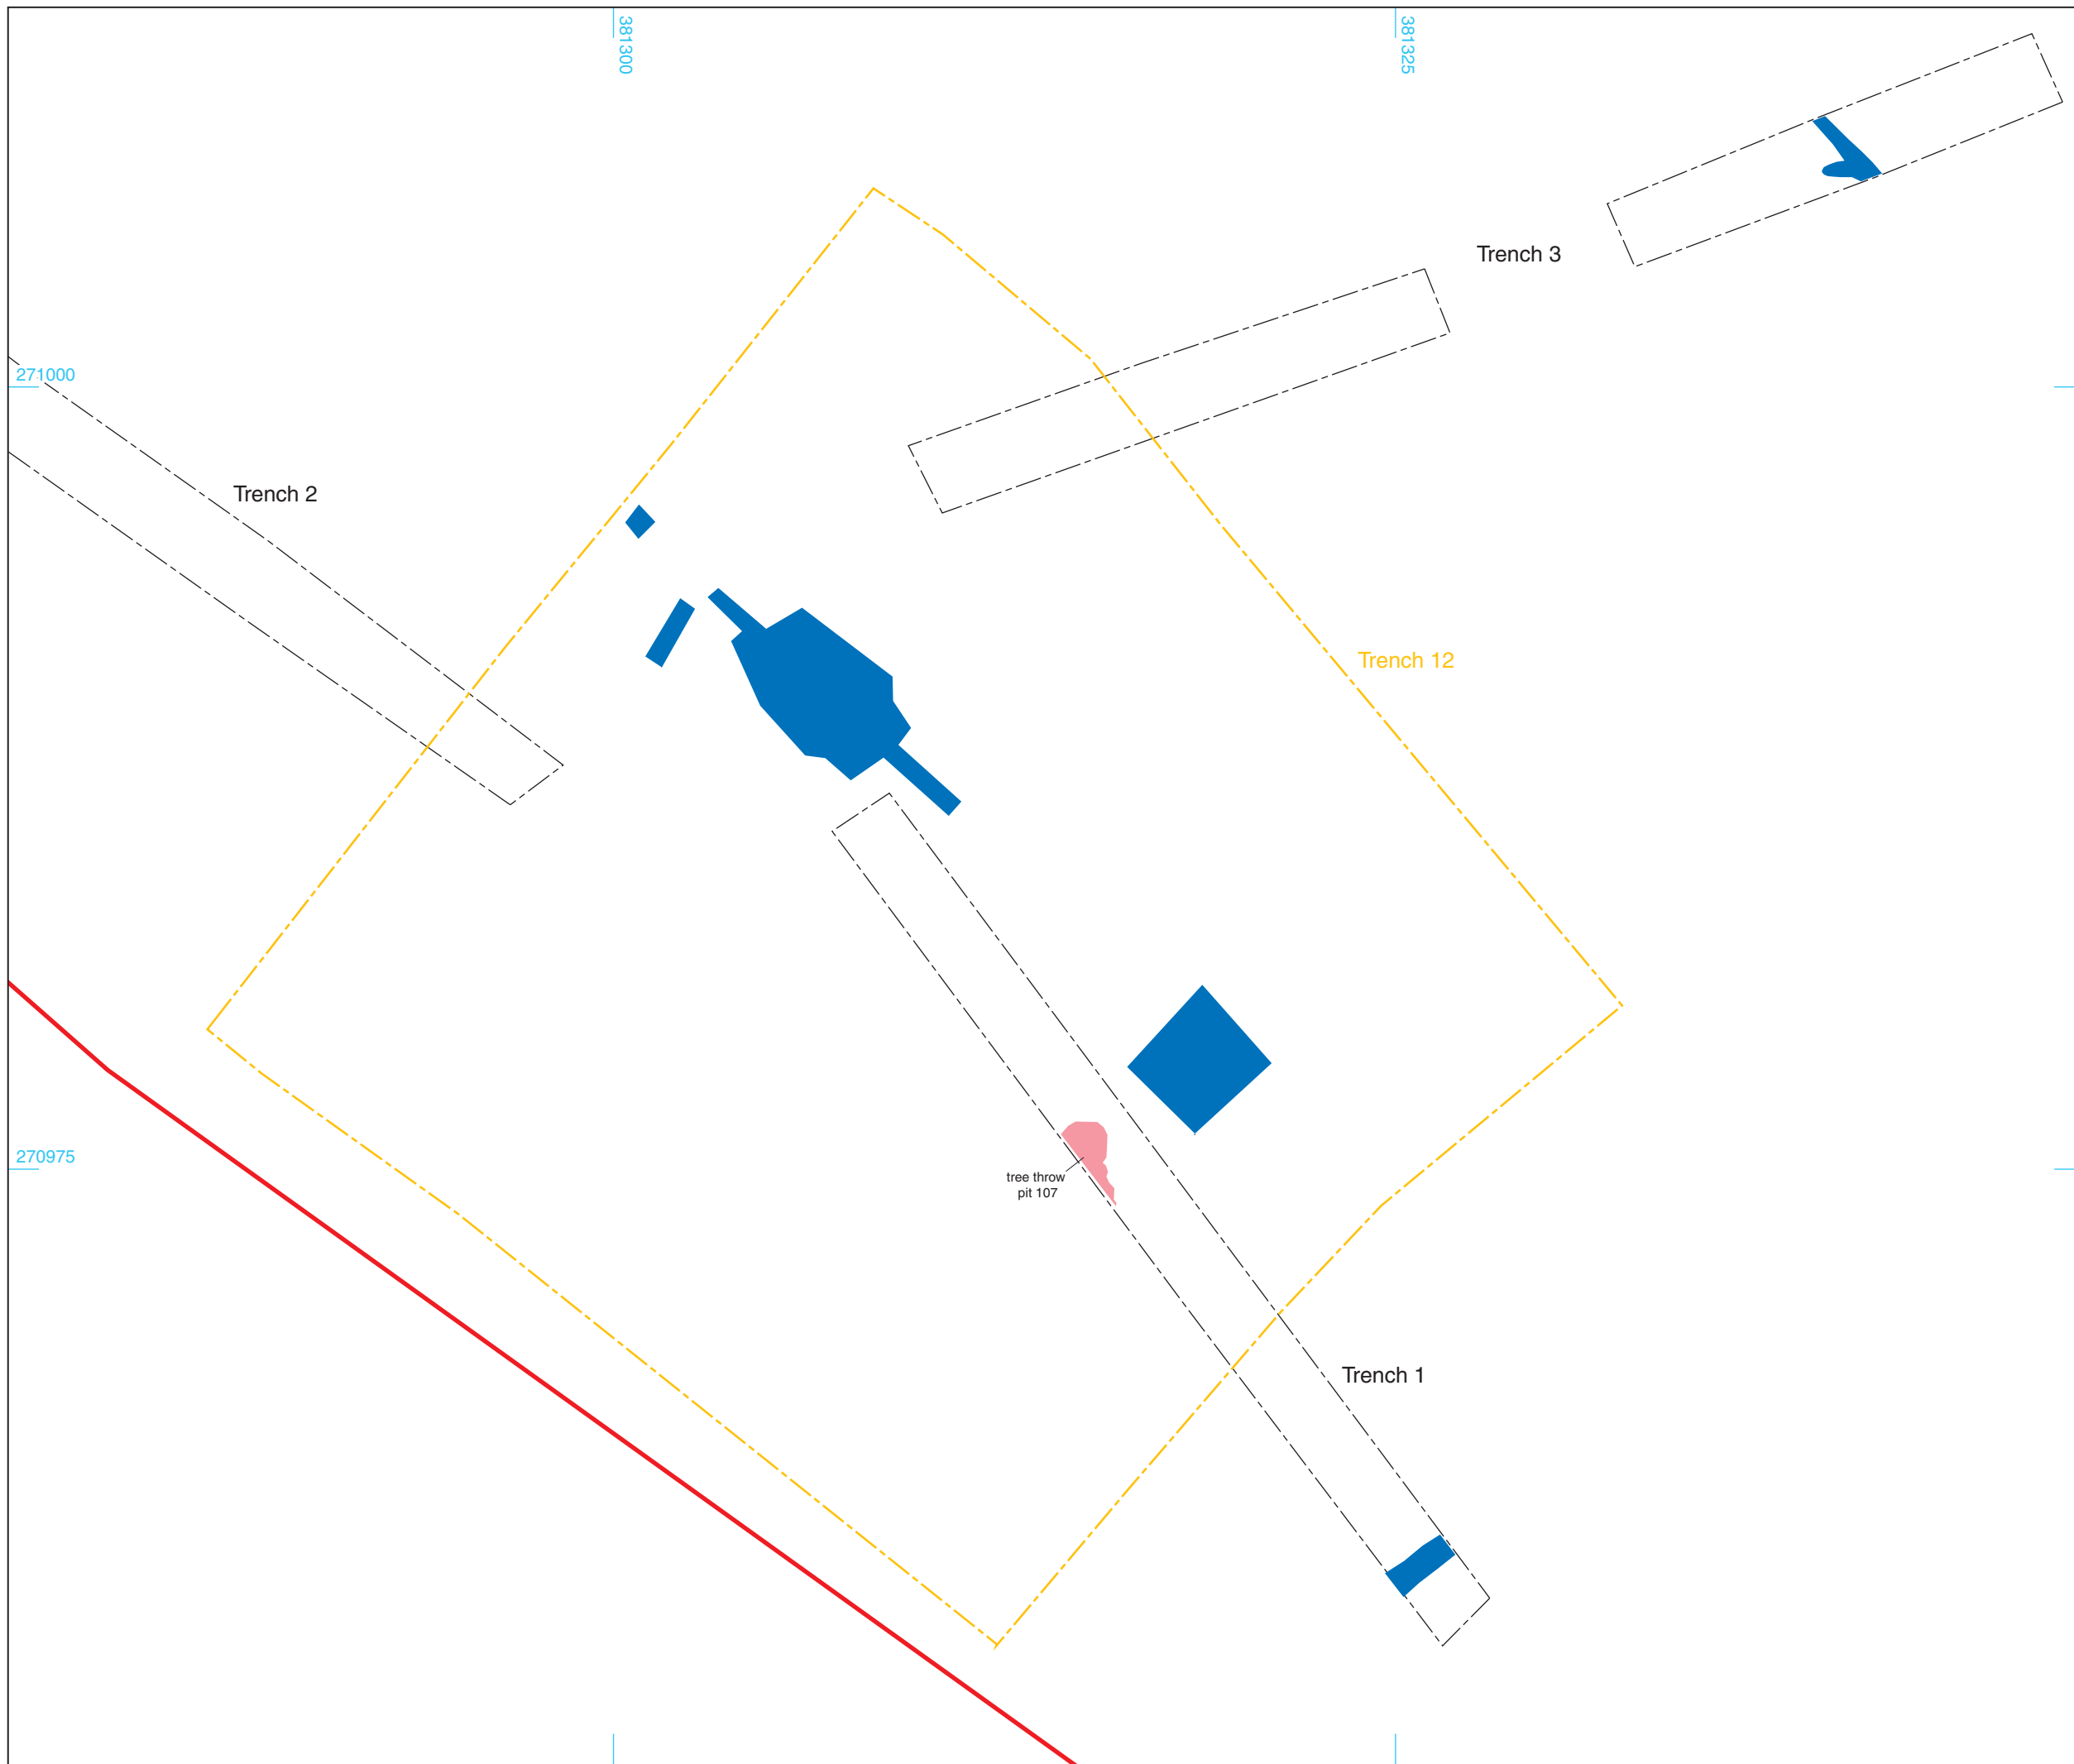 381300
381325
Trench 3
271000
Trench 2
Trench 12
270975
tree throw
pit 107
Trench 1